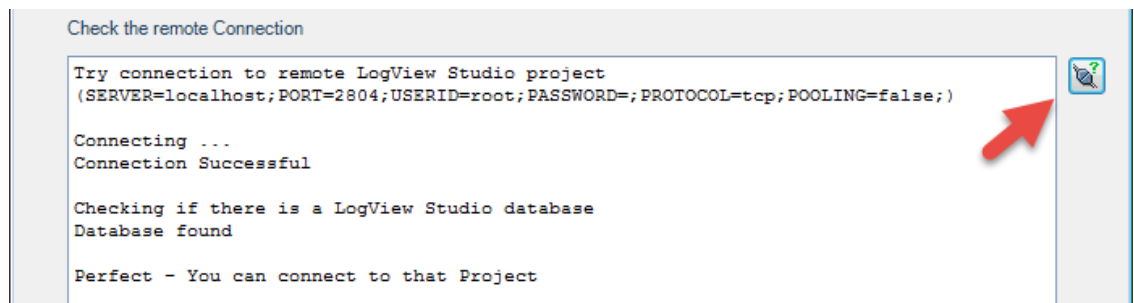 Check the remote Connection
Try connection to remote LogView Studio project
(SERVER=localhost;PORT=2804;USERID=root;PASSWORD=;PROTOCOL=tcp;POOLING=false;)
Connecting ...
Connection Successful
Checking if there is a LogView Studio database
Database found
Perfect - You can connect to that Project